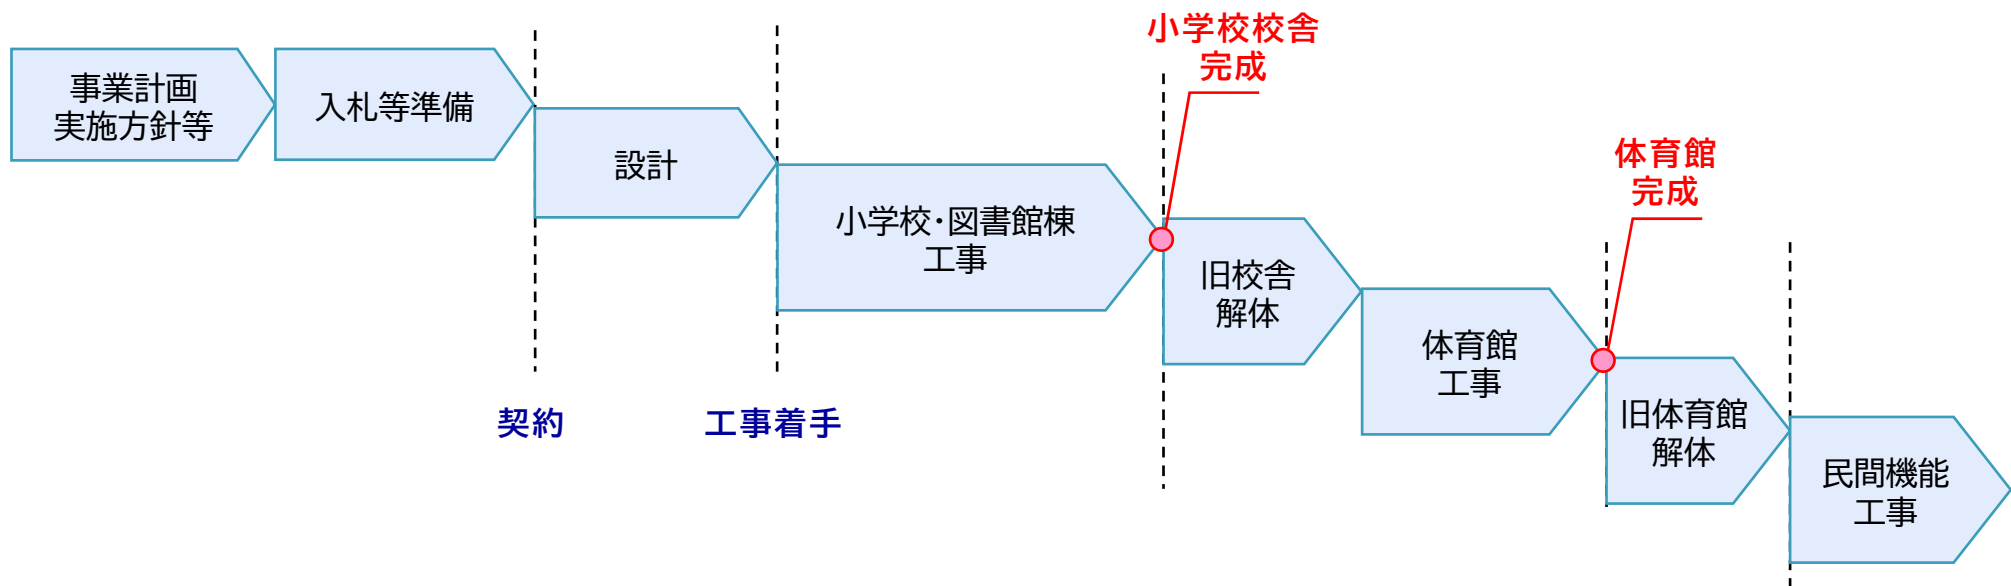 事業計画
実施方針等
入札等準備
設計
小学校・図書館棟
工事
小学校校舎
完成
旧校舎
解体
体育館
工事
体育館
完成
旧体育館
解体
民間機能
工事
契約
工事着手